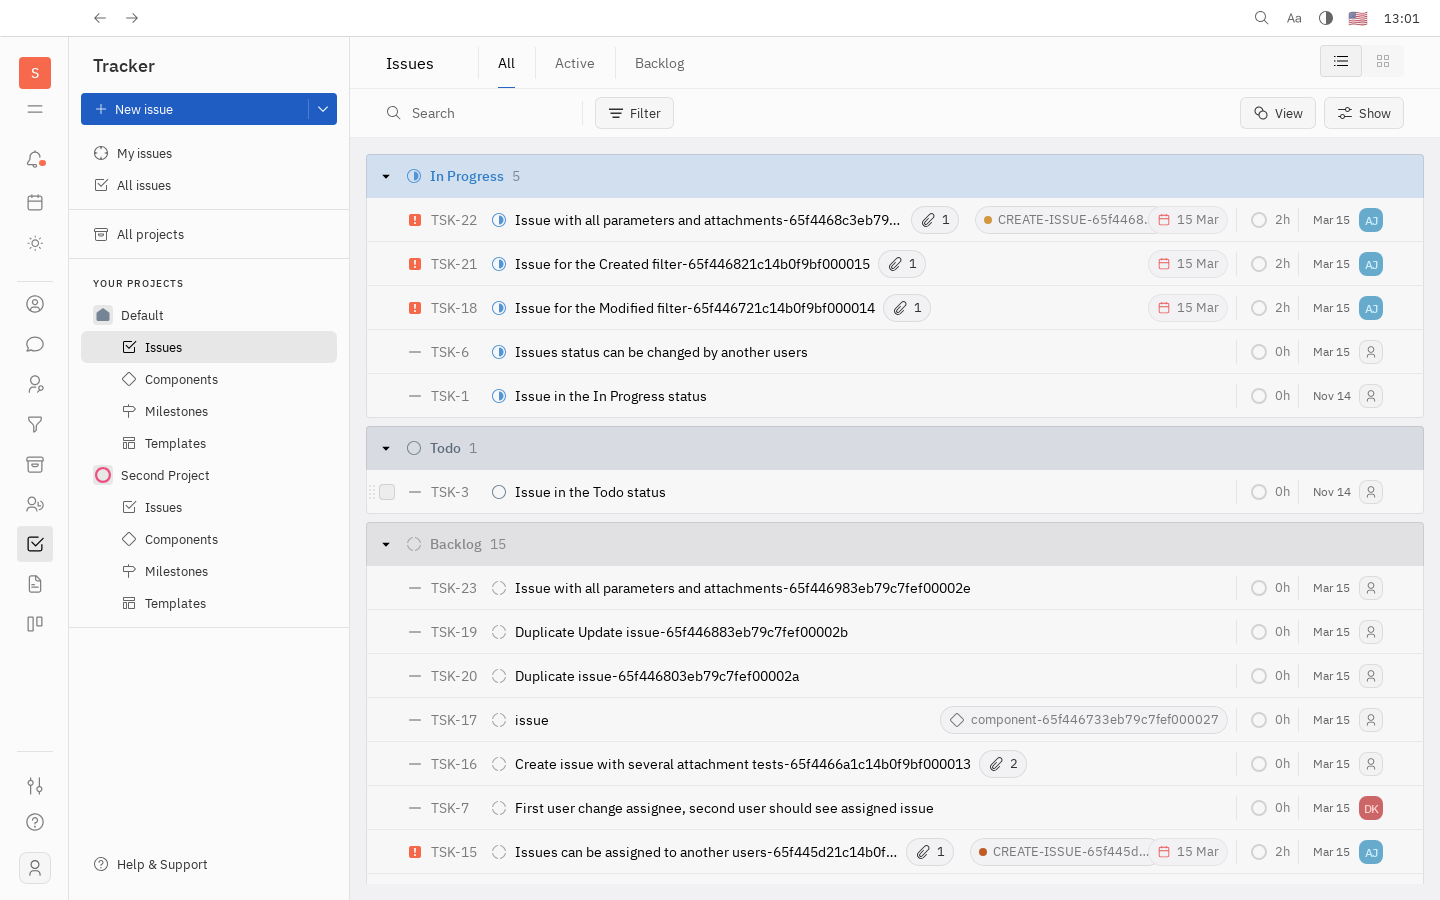 Aa 13:01
S
Tracker
New issue
My issues
All issues
All projects
YOUR PROJECTS
Default
Issues
Components
Milestones
Templates
Second Project
Issues
Components
Milestones
Templates
Help & Support
Issues All Active Backlog
Search Filter View Show
In Progress 5
TSK-22 Issue with all parameters and attachments-65f4468c3eb79... 1 CREATE-ISSUE-65f4468... 15 Mar 2h Mar 15 AJ
TSK-21 Issue for the Created filter-65f446821c14b0f9bf000015 1 15 Mar 2h Mar 15 AJ
TSK-18 Issue for the Modified filter-65f446721c14b0f9bf000014 1 15 Mar 2h Mar 15 AJ
TSK-6 Issues status can be changed by another users 0h Mar 15
TSK-1 Issue in the In Progress status 0h Nov 14
Todo 1
TSK-3 Issue in the Todo status 0h Nov 14
Backlog 15
TSK-23 Issue with all parameters and attachments-65f446983eb79c7fef00002e 0h Mar 15
TSK-19 Duplicate Update issue-65f446883eb79c7fef00002b 0h Mar 15
TSK-20 Duplicate issue-65f446803eb79c7fef00002a 0h Mar 15
TSK-17 issue component-65f446733eb79c7fef000027 0h Mar 15
TSK-16 Create issue with several attachment tests-65f4466a1c14b0f9bf000013 2 0h Mar 15
TSK-7 First user change assignee, second user should see assigned issue 0h Mar 15 DK
TSK-15 Issues can be assigned to another users-65f445d21c14b0f... 1 CREATE-ISSUE-65f445d... 15 Mar 2h Mar 15 AJ